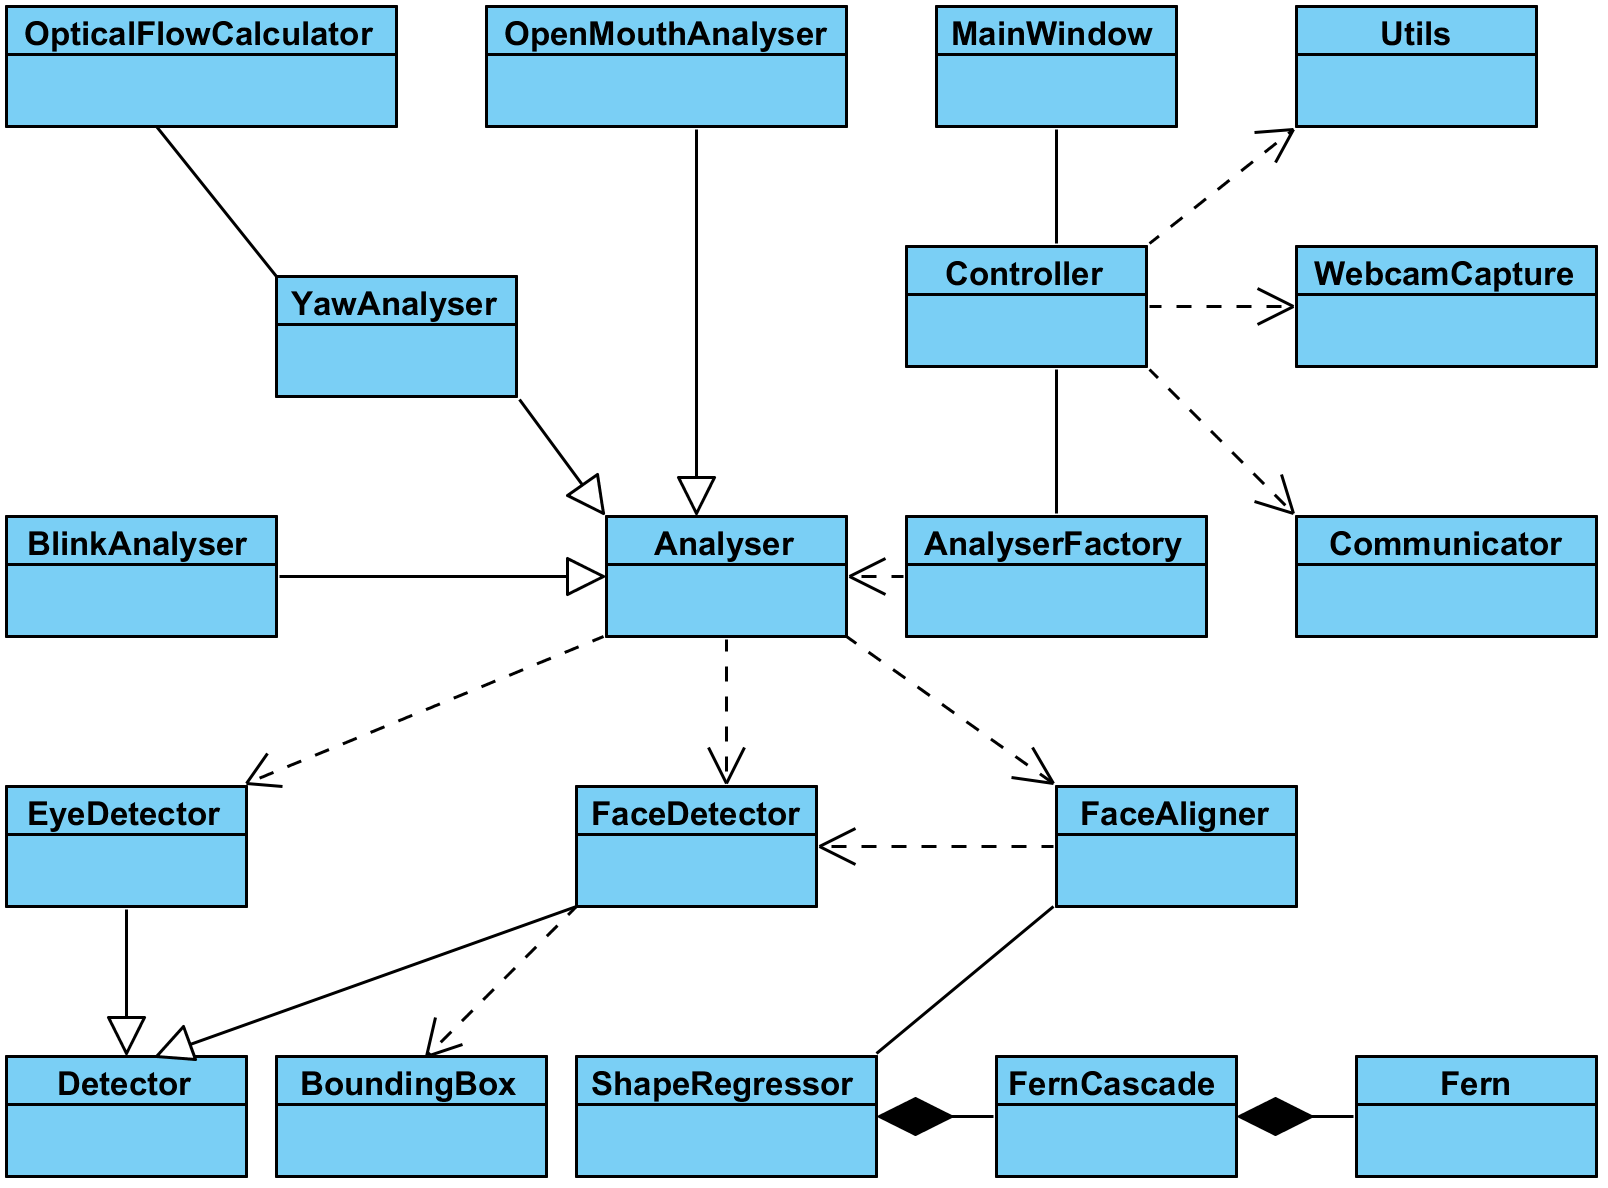 OpticalFlowCalculator
OpenMouthAnalyser
MainWindow
Utils
YawAnalyser
Controller
WebcamCapture
BlinkAnalyser
Analyser
AnalyserFactory
Communicator
EyeDetector
FaceDetector
FaceAligner
Detector
BoundingBox
ShapeRegressor
FernCascade
Fern